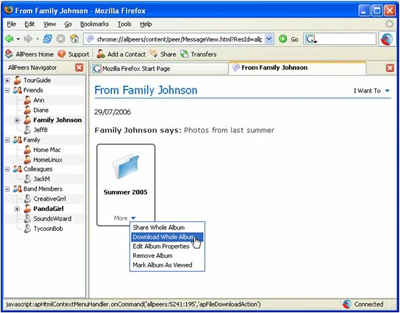 From Family Johnson - Mozilla Firefox
File Edit View Go Bookmarks Tools Help
chrome://allpeers/content/peer/MessageView.html?ResId=allp
AllPeers Home Support Add a Contact Share Transfers
AllPeers Navigator
Mozilla Firefox Start Page
From Family Johnson
TourGuide
Friends
Ann
Diane
Family Johnson
JeffB
Family
Home Mac
HomeLinux
Colleagues
JackM
Band Members
CreativeGrrl
PandaGirl
SoundsWizard
TycoonBob
From Family Johnson
I Want To
29/07/2006
Family Johnson says: Photos from last summer
Summer 2005
More
Share Whole Album
Download Whole Album
Edit Album Properties
Remove Album
Mark Album As Viewed
javascript:apHtmlContextMenuHandler.onCommand('allpeers:5241:195','apFileDownloadAction')
Connected